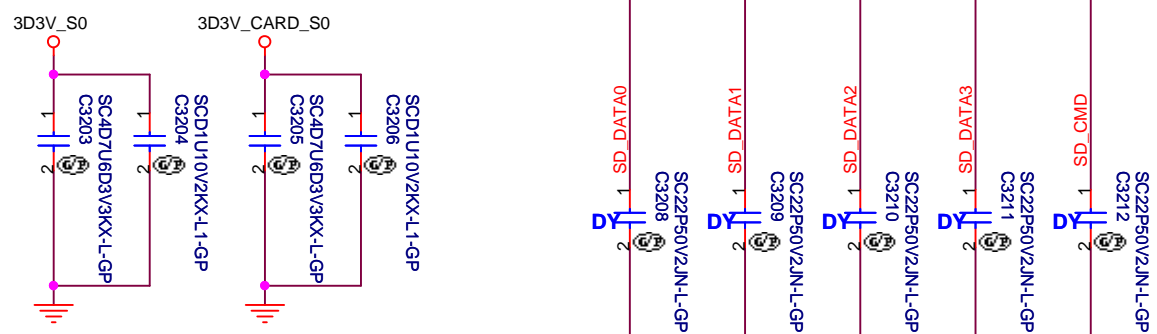 3D3V_S0
3D3V_CARD_S0
1
C3203
SC4D7U6D3V3KX-L-GP
2
G/P
1
C3204
SCD1U10V2KX-L1-GP
2
G/P
1
C3205
SC4D7U6D3V3KX-L-GP
2
G/P
1
C3206
SCD1U10V2KX-L1-GP
2
G/P
SD_DATA0
1
C3208
SC22P50V2JN-L-GP
DY
2
G/P
SD_DATA1
1
C3209
SC22P50V2JN-L-GP
DY
2
G/P
SD_DATA2
1
C3210
SC22P50V2JN-L-GP
DY
2
G/P
SD_DATA3
1
C3211
SC22P50V2JN-L-GP
DY
2
G/P
SD_CMD
1
C3212
SC22P50V2JN-L-GP
DY
2
G/P